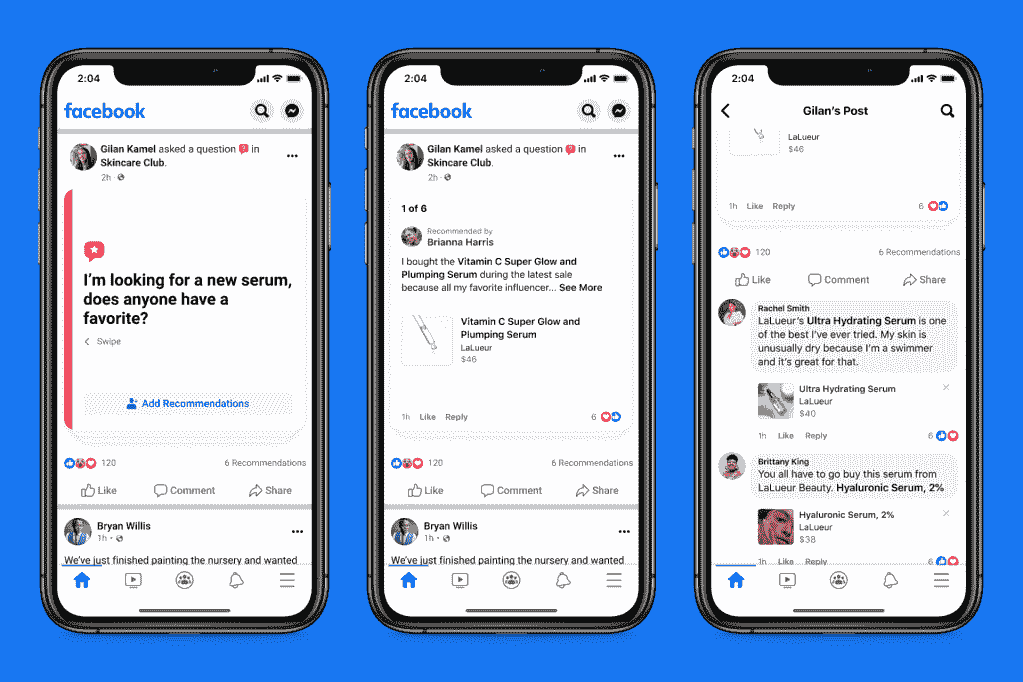 2:04
facebook
Gilan Kamel asked a question in
Skincare Club.
2h
I'm looking for a new serum,
does anyone have a
favorite?
Swipe
Add Recommendations
120
6 Recommendations
Like
Comment
Share
Bryan Willis
1h
We've just finished painting the nursery and wanted
2:04
facebook
Gilan Kamel asked a question in
Skincare Club.
2h
1 of 6
Recommended by
Brianna Harris
I bought the Vitamin C Super Glow and
Plumping Serum during the latest sale
because all my favorite influencer... See More
Vitamin C Super Glow and
Plumping Serum
LaLueur
$46
1h Like Reply
6
120
6 Recommendations
Like
Comment
Share
Bryan Willis
1h
We've just finished painting the nursery and wanted
2:04
Gilan's Post
LaLueur
$46
1h Like Reply
6
120
6 Recommendations
Like
Comment
Share
Rachel Smith
LaLueur's Ultra Hydrating Serum is one
of the best I've ever tried. My skin is
unusually dry because I'm a swimmer
and it's great for that.
Ultra Hydrating Serum
LaLueur
$40
1h Like Reply
6
Brittany King
You all have to go buy this serum from
LaLueur Beauty. Hyaluronic Serum, 2%
Hyaluronic Serum, 2%
LaLueur
$38
1h Like Reply
6